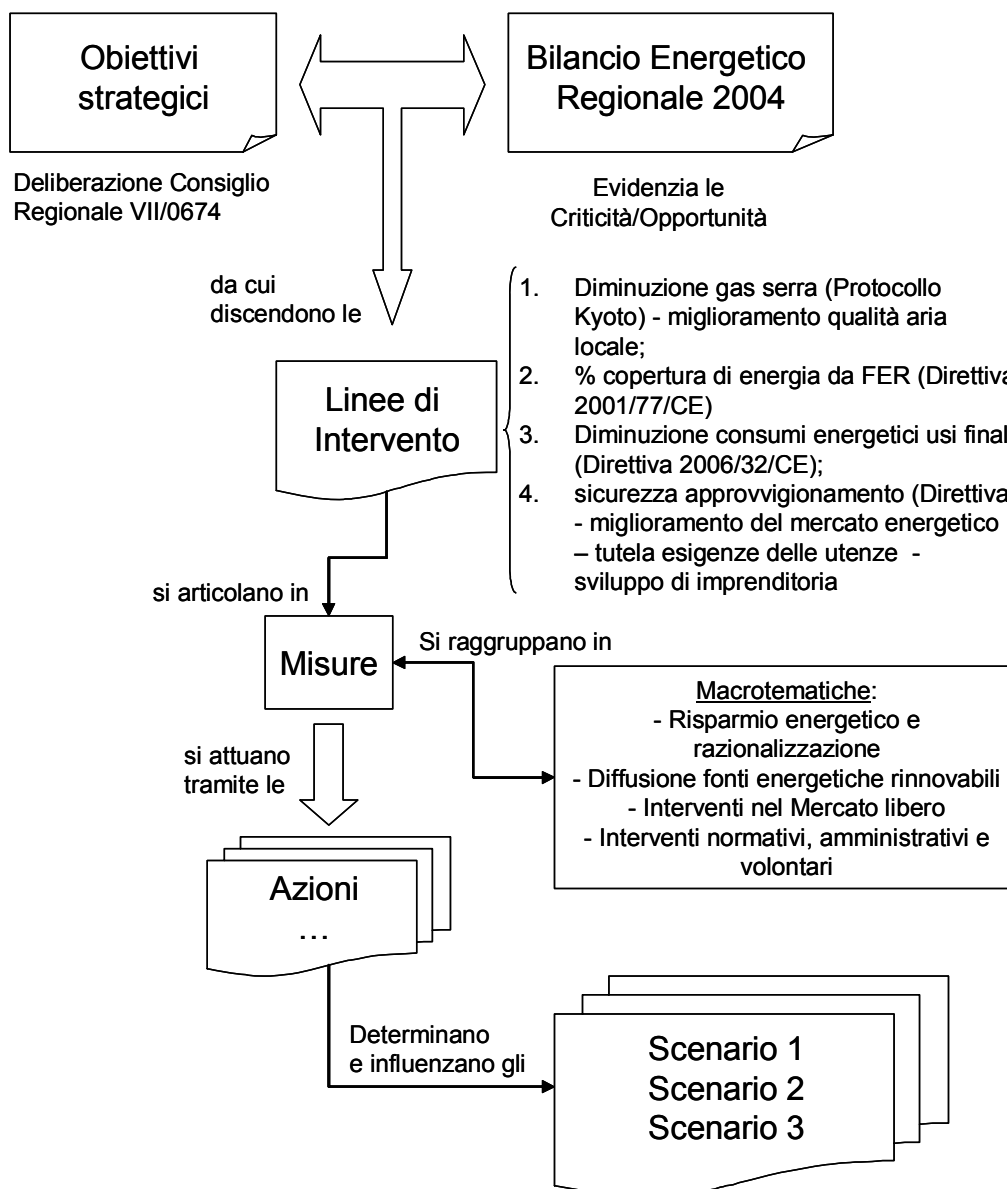 Obiettivi
strategici
Bilancio Energetico
Regionale 2004
Deliberazione Consiglio
Regionale VII/0674
Evidenzia le
Criticità/Opportunità
da cui
discendono le
Linee di
Intervento
1. Diminuzione gas serra (Protocollo
Kyoto) - miglioramento qualità aria
locale;
2. % copertura di energia da FER (Direttiva
2001/77/CE)
3. Diminuzione consumi energetici usi final
(Direttiva 2006/32/CE);
4. sicurezza approvvigionamento (Direttiva
- miglioramento del mercato energetico
– tutela esigenze delle utenze -
sviluppo di imprenditoria
si articolano in
Misure
Si raggruppano in
Macrotematiche:
- Risparmio energetico e
razionalizzazione
- Diffusione fonti energetiche rinnovabili
- Interventi nel Mercato libero
- Interventi normativi, amministrativi e
volontari
si attuano
tramite le
Azioni
…
Determinano
e influenzano gli
Scenario 1
Scenario 2
Scenario 3